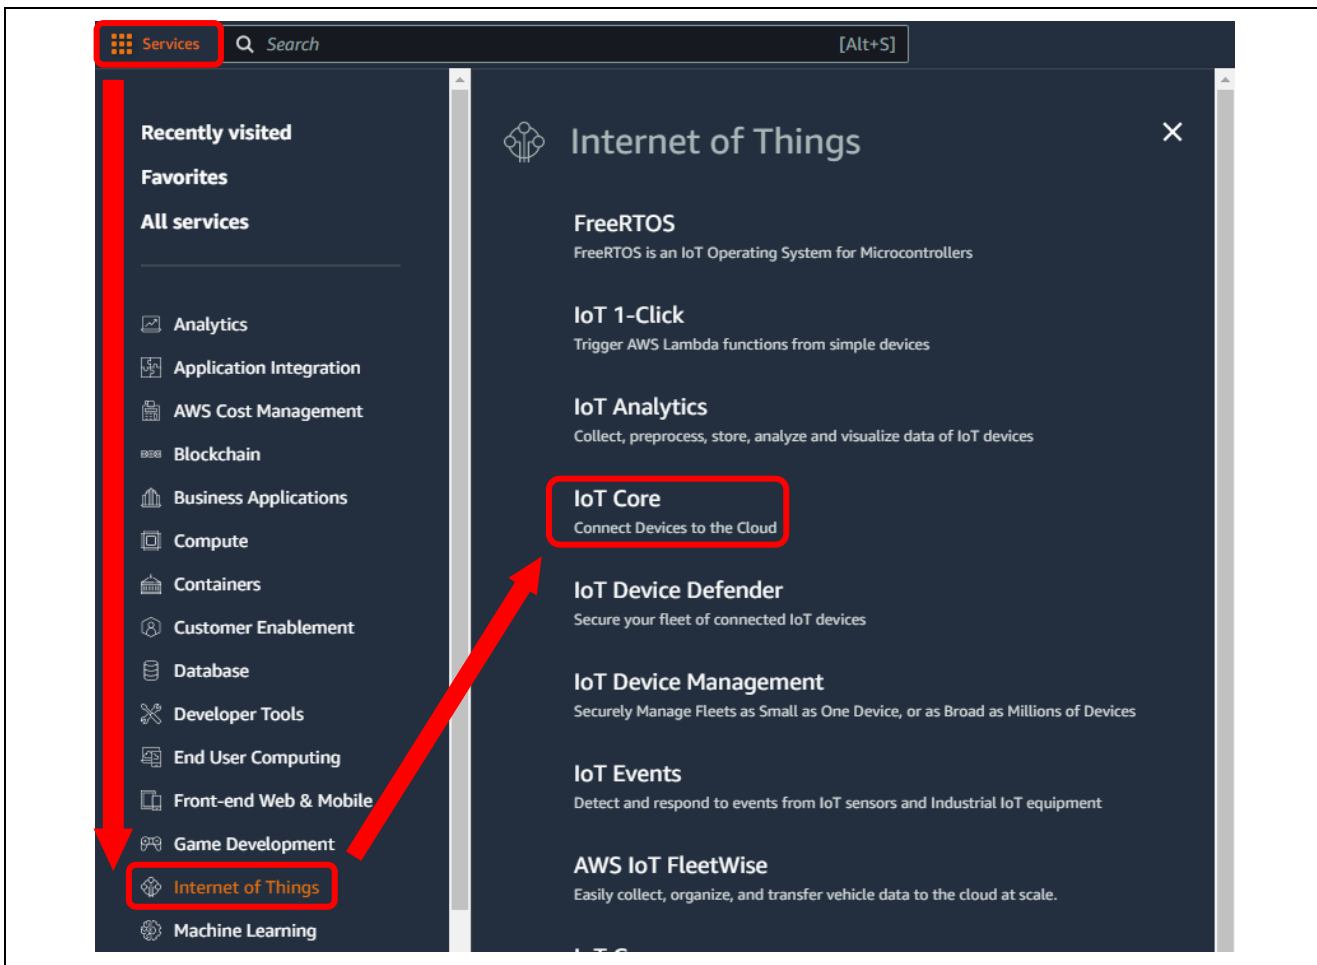 Services
Search
[Alt+S]
Recently visited
Favorites
All services
Analytics
Application Integration
AWS Cost Management
Blockchain
Business Applications
Compute
Containers
Customer Enablement
Database
Developer Tools
End User Computing
Front-end Web & Mobile
Game Development
Internet of Things
Machine Learning
Internet of Things
FreeRTOS
FreeRTOS is an IoT Operating System for Microcontrollers
IoT 1-Click
Trigger AWS Lambda functions from simple devices
IoT Analytics
Collect, preprocess, store, analyze and visualize data of IoT devices
IoT Core
Connect Devices to the Cloud
IoT Device Defender
Secure your fleet of connected IoT devices
IoT Device Management
Securely Manage Fleets as Small as One Device, or as Broad as Millions of Devices
IoT Events
Detect and respond to events from IoT sensors and Industrial IoT equipment
AWS IoT FleetWise
Easily collect, organize, and transfer vehicle data to the cloud at scale.